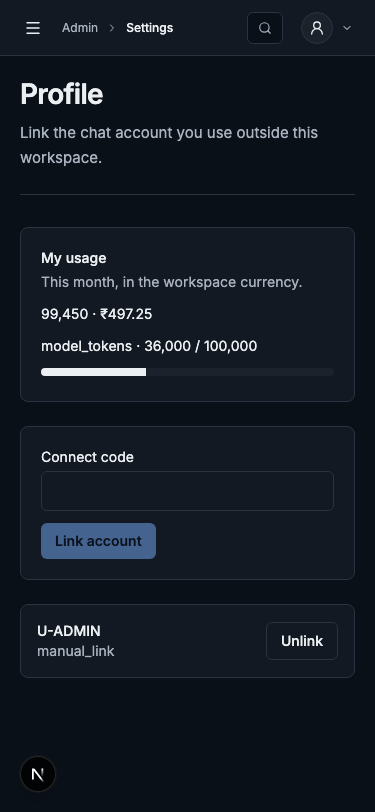 Admin > Settings
Profile
Link the chat account you use outside this
workspace.
My usage
This month, in the workspace currency.
99,450 · ₹497.25
model_tokens · 36,000 / 100,000
Connect code
Link account
U-ADMIN
manual_link
Unlink
N